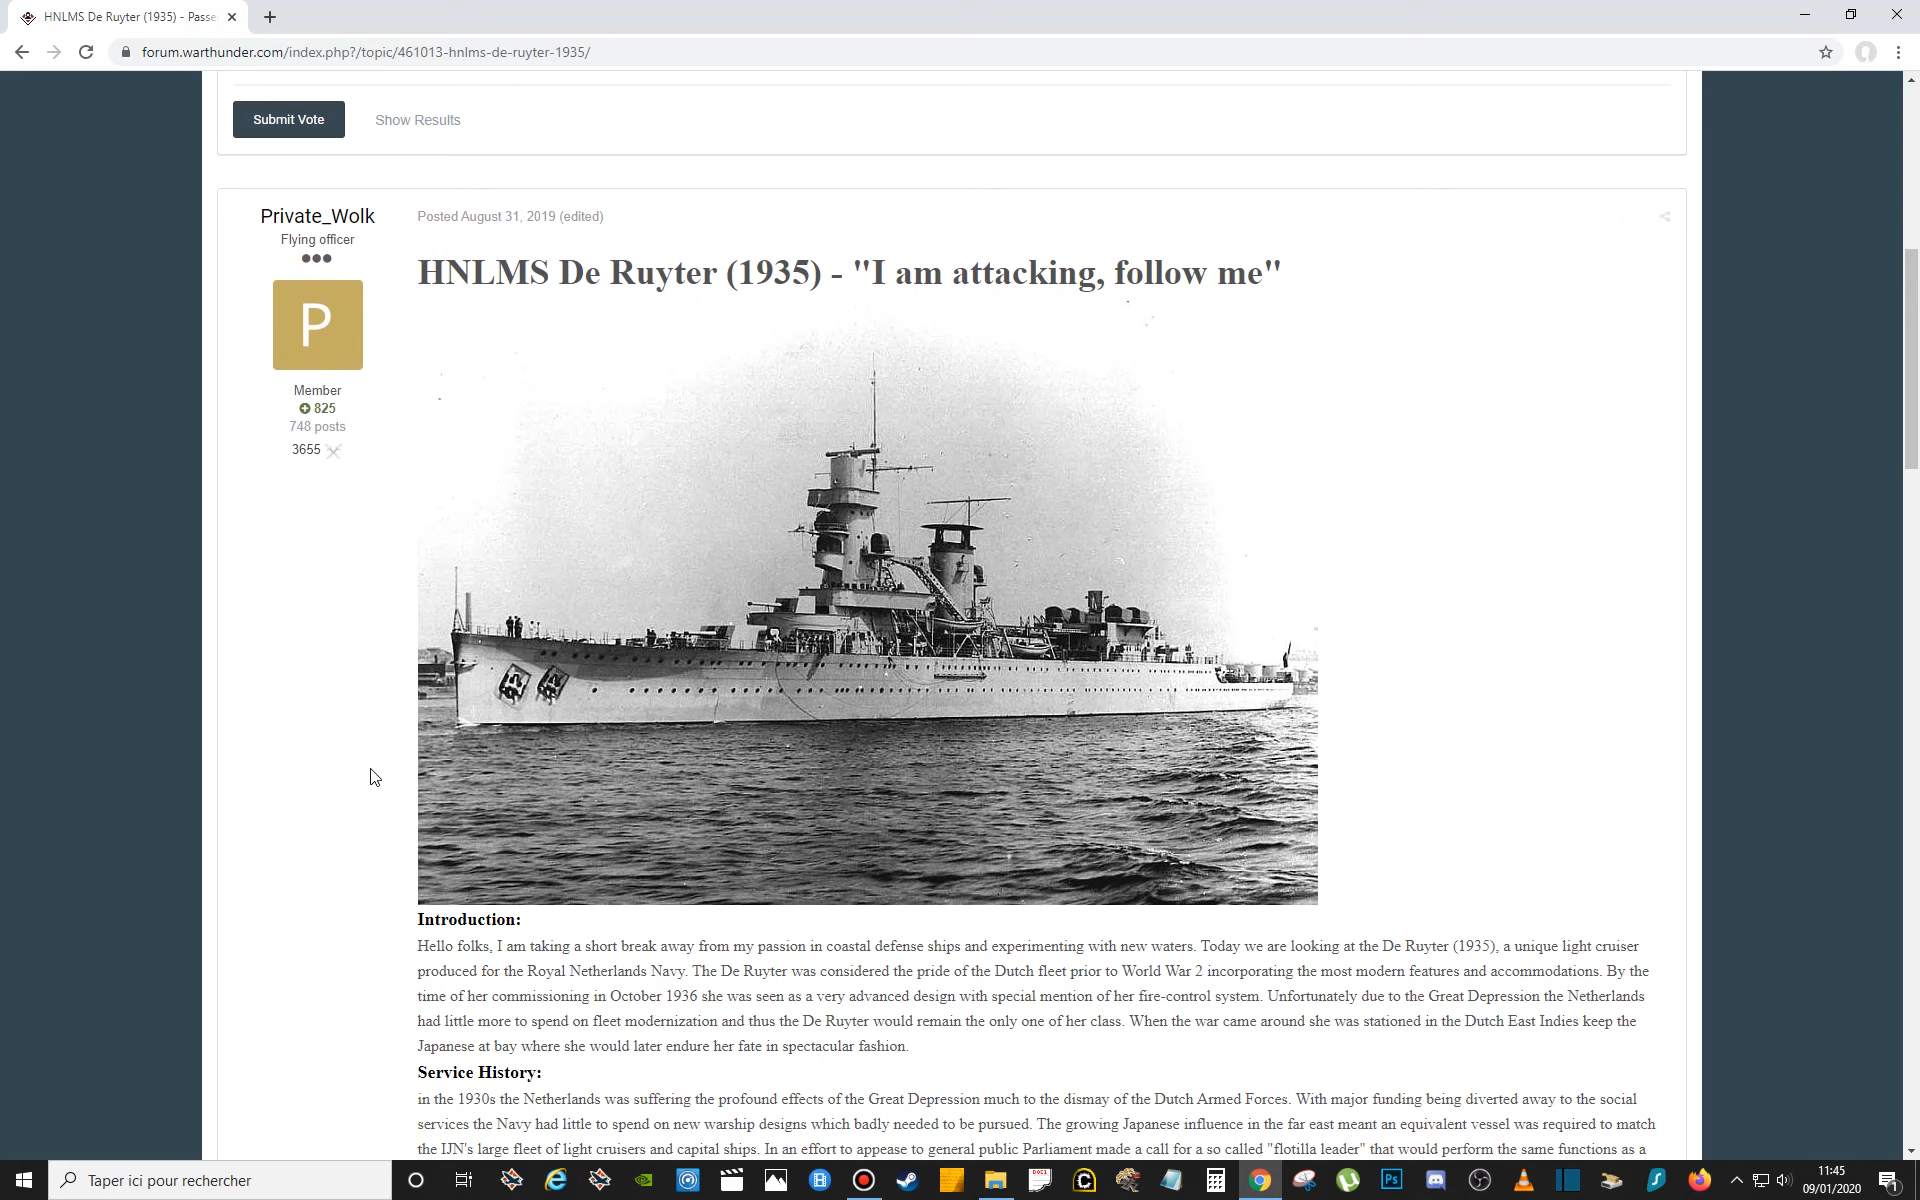 HNLMS De Ruyter (1935) - Passe
forum.warthunder.com/index.php?/topic/461013-hnlms-de-ruyter-1935/
Submit Vote
Show Results
Private_Wolk
Flying officer
P
Member
825
748 posts
3655
Posted August 31, 2019 (edited)
HNLMS De Ruyter (1935) - "I am attacking, follow me"
Introduction:
Hello folks, I am taking a short break away from my passion in coastal defense ships and experimenting with new waters. Today we are looking at the De Ruyter (1935), a unique light cruiser
produced for the Royal Netherlands Navy. The De Ruyter was considered the pride of the Dutch fleet prior to World War 2 incorporating the most modern features and accommodations. By the
time of her commissioning in October 1936 she was seen as a very advanced design with special mention of her fire-control system. Unfortunately due to the Great Depression the Netherlands
had little more to spend on fleet modernization and thus the De Ruyter would remain the only one of her class. When the war came around she was stationed in the Dutch East Indies keep the
Japanese at bay where she would later endure her fate in spectacular fashion.
Service History:
in the 1930s the Netherlands was suffering the profound effects of the Great Depression much to the dismay of the Dutch Armed Forces. With major funding being diverted away to the social
services the Navy had little to spend on new warship designs which badly needed to be pursued. The growing Japanese influence in the far east meant an equivalent vessel was required to match
the IJN's large fleet of light cruisers and capital ships. In an effort to appease to general public Parliament made a call for a so called "flotilla leader" that would perform the same functions as a
Taper ici pour rechercher
11:45
09/01/2020